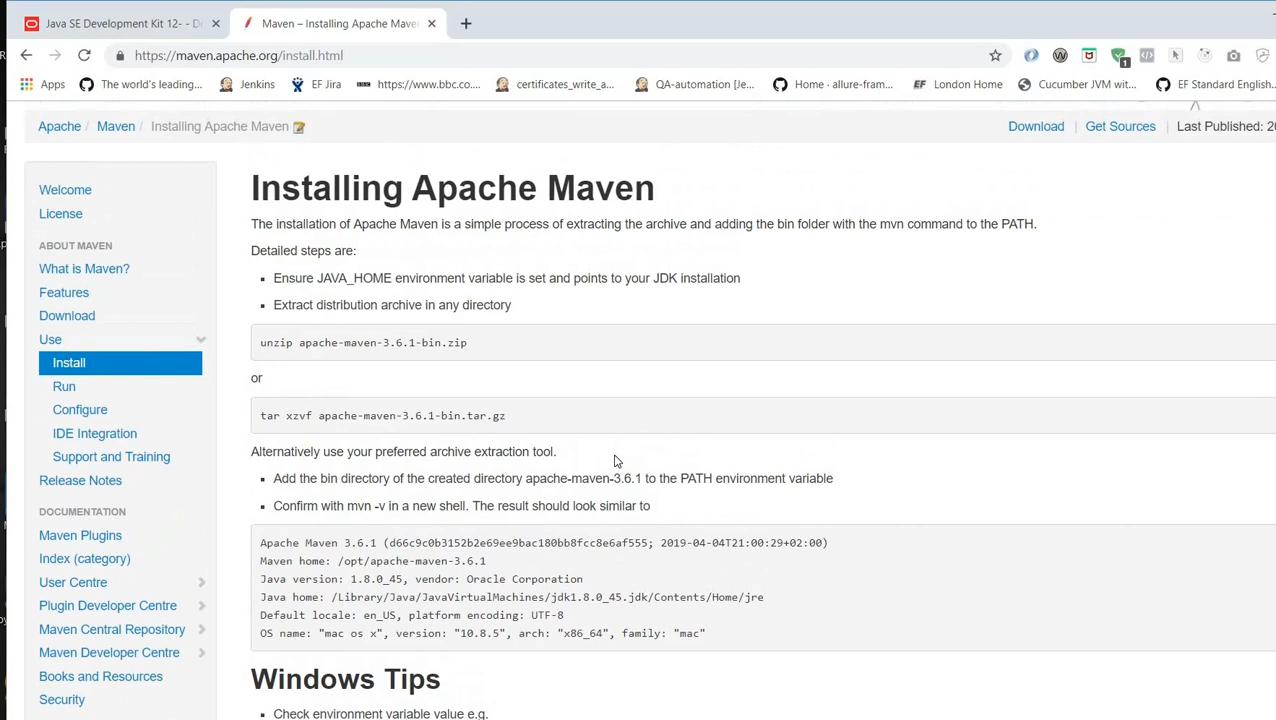 Java SE Development Kit 12- - De
Maven – Installing Apache Maven
https://maven.apache.org/install.html
1
Apps
The world's leading...
Jenkins
EF Jira
https://www.bbc.co....
certificates_write_a...
QA-automation [Je...
Home · allure-fram...
EF London Home
Cucumber JVM wit...
EF Standard English...
Apache / Maven / Installing Apache Maven
Download | Get Sources | Last Published: 20
Welcome
License
ABOUT MAVEN
What is Maven?
Features
Download
Use
Install
Run
Configure
IDE Integration
Support and Training
Release Notes
DOCUMENTATION
Maven Plugins
Index (category)
User Centre
Plugin Developer Centre
Maven Central Repository
Maven Developer Centre
Books and Resources
Security
Installing Apache Maven
The installation of Apache Maven is a simple process of extracting the archive and adding the bin folder with the mvn command to the PATH.
Detailed steps are:
Ensure JAVA_HOME environment variable is set and points to your JDK installation
Extract distribution archive in any directory
unzip apache-maven-3.6.1-bin.zip
or
tar xzvf apache-maven-3.6.1-bin.tar.gz
Alternatively use your preferred archive extraction tool.
Add the bin directory of the created directory apache-maven-3.6.1 to the PATH environment variable
Confirm with mvn -v in a new shell. The result should look similar to
Apache Maven 3.6.1 (d66c9c0b3152b2e69ee9bac180bb8fcc8e6af555; 2019-04-04T21:00:29+02:00)
Maven home: /opt/apache-maven-3.6.1
Java version: 1.8.0_45, vendor: Oracle Corporation
Java home: /Library/Java/JavaVirtualMachines/jdk1.8.0_45.jdk/Contents/Home/jre
Default locale: en_US, platform encoding: UTF-8
OS name: "mac os x", version: "10.8.5", arch: "x86_64", family: "mac"
Windows Tips
Check environment variable value e.g.